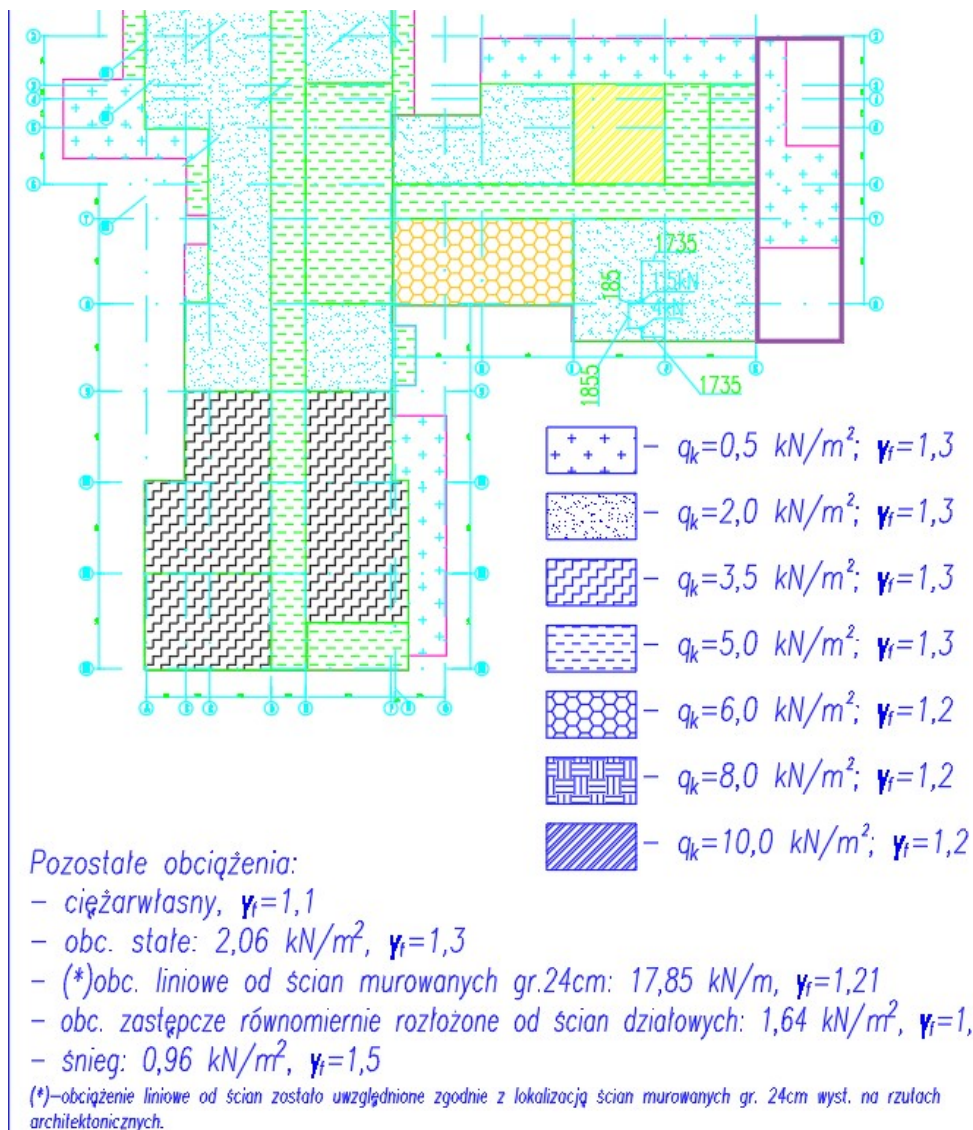 1735
185
1,5kN
1855
1735
– qk=0,5 kN/m²; γf=1,3
– qk=2,0 kN/m²; γf=1,3
– qk=3,5 kN/m²; γf=1,3
– qk=5,0 kN/m²; γf=1,3
– qk=6,0 kN/m²; γf=1,2
– qk=8,0 kN/m²; γf=1,2
– qk=10,0 kN/m²; γf=1,2
Pozostałe obciążenia:
– ciężarwłasny, γf=1,1
– obc. stałe: 2,06 kN/m², γf=1,3
– (*)obc. liniowe od ścian murowanych gr.24cm: 17,85 kN/m, γf=1,21
– obc. zastępcze równomiernie rozłożone od ścian działowych: 1,64 kN/m², γf=1,
– śnieg: 0,96 kN/m², γf=1,5
(*)–obciążenie liniowe od ścian zostało uwzględnione zgodnie z lokalizacją ścian murowanych gr. 24cm wyst. na rzutach
architektonicznych.